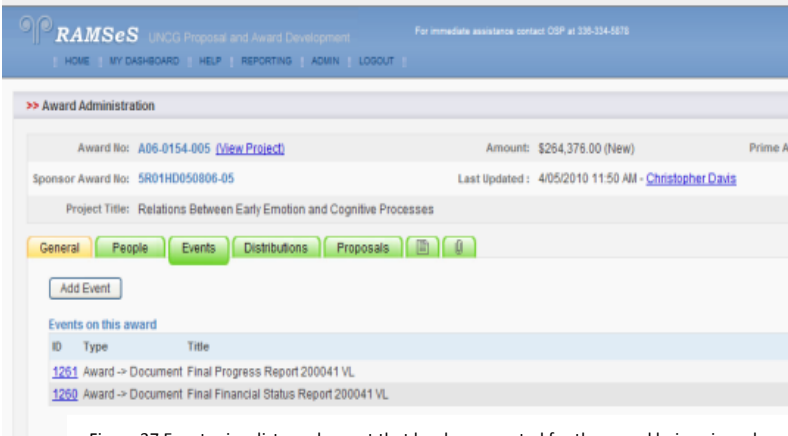 RAMSeS UNCG Proposal and Award Development
For immediate assistance contact OSP at 336-334-5878
| HOME | MY DASHBOARD | HELP | REPORTING | ADMIN | LOGOUT |
>> Award Administration
Award No: A06-0154-005 (View Project) Amount: $264,376.00 (New) Prime A
Sponsor Award No: 5R01HD050806-05 Last Updated : 4/05/2010 11:50 AM - Christopher Davis
Project Title: Relations Between Early Emotion and Cognitive Processes
General People Events Distributions Proposals
Add Event
Events on this award
ID Type Title
1261 Award -> Document Final Progress Report 200041 VL
1260 Award -> Document Final Financial Status Report 200041 VL